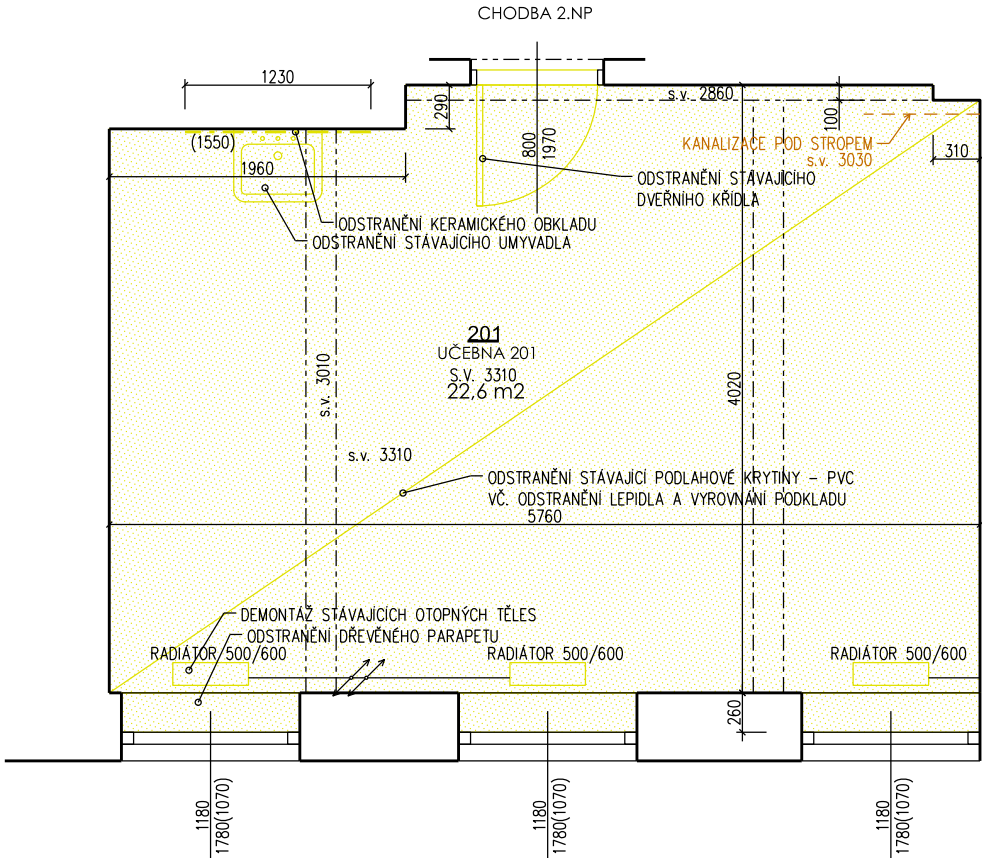 CHODBA 2.NP
1230
290
s.v. 2860
100
(1550)
800
1970
KANALIZACE POD STROPEM
s.v. 3030
310
1960
ODSTRANĚNÍ STÁVAJÍCÍHO
DVEŘNÍHO KŘÍDLA
ODSTRANĚNÍ KERAMICKÉHO OBKLADU
ODSTRANĚNÍ STÁVAJÍCIHO UMYVADLA
201
UČEBNA 201
S.V. 3310
22,6 m2
s.v. 3010
4020
s.v. 3310
ODSTRANĚNÍ STÁVAJÍCÍ PODLAHOVÉ KRYTINY – PVC
VČ. ODSTRANĚNÍ LEPIDLA A VYROVNÁNÍ PODKLADU
5760
DEMONTÁŽ STÁVAJÍCÍCH OTOPNÝCH TĚLES
ODSTRANĚNÍ DŘEVĚNÉHO PARAPETU
RADIÁTOR 500/600
RADIÁTOR 500/600
RADIÁTOR 500/600
260
1180
1780(1070)
1180
1780(1070)
1180
1780(1070)